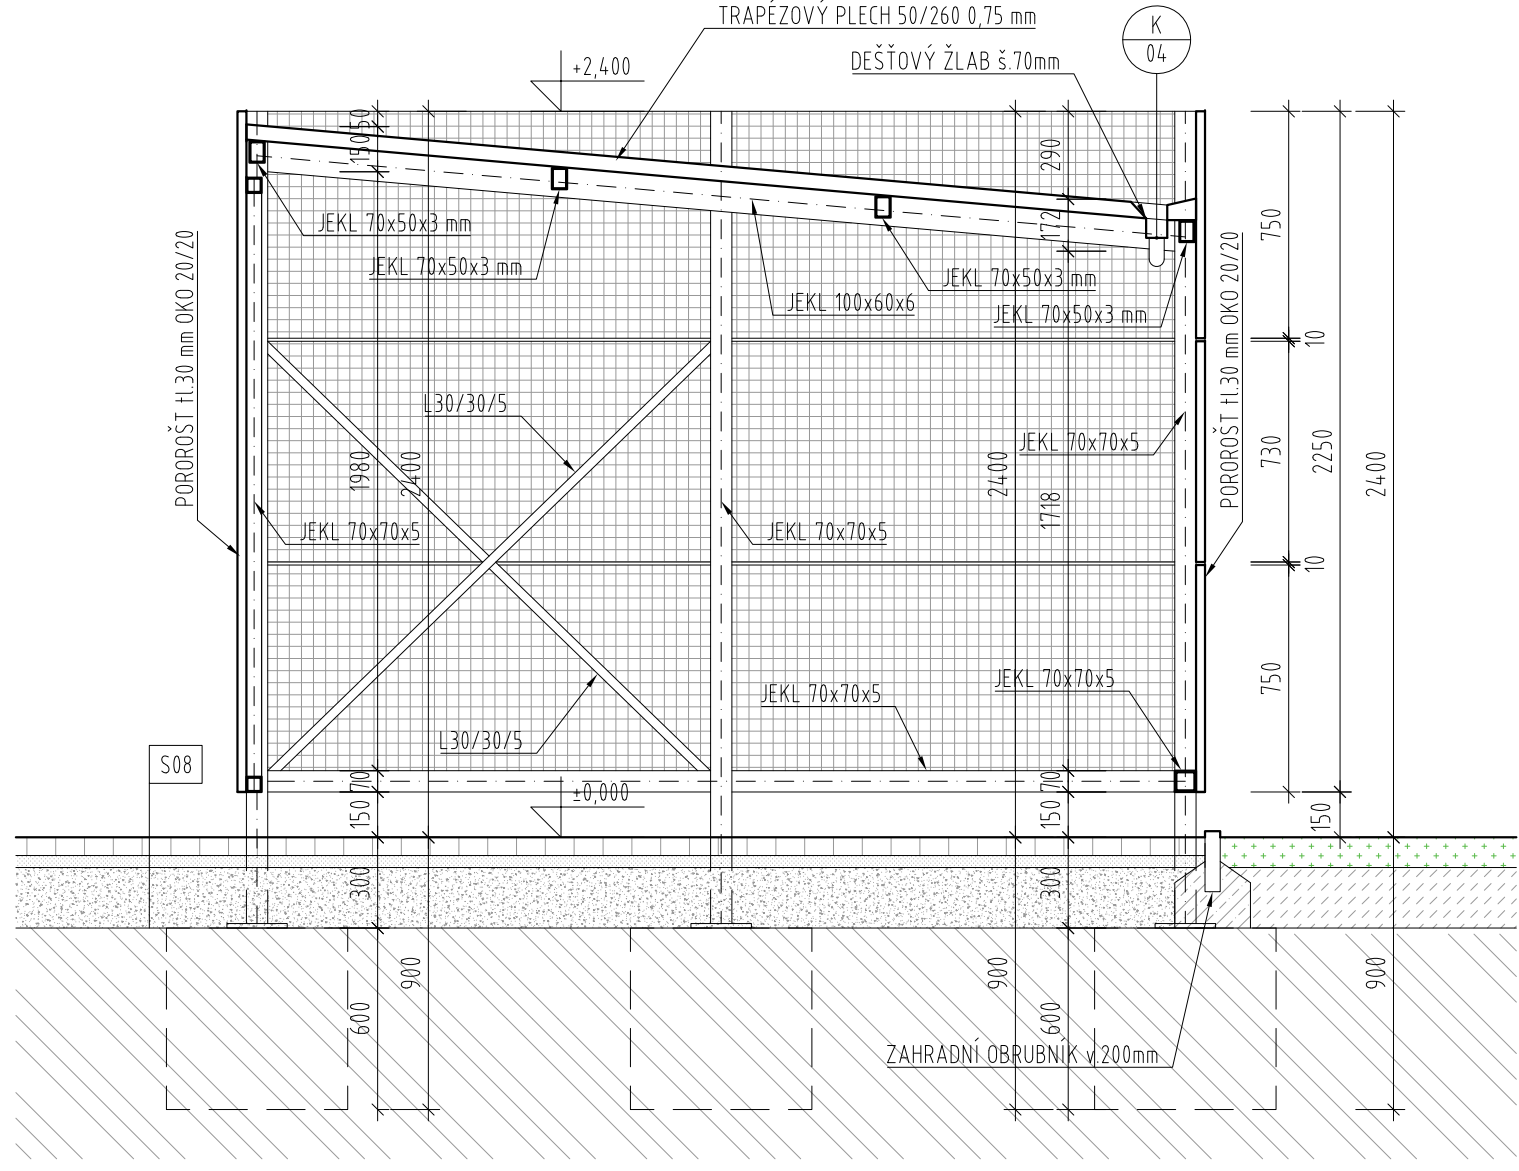 TRAPÉZOVÝ PLECH 50/260 0,75 mm
K
04
DEŠŤOVÝ ŽLAB š.70mm
+2,400
50
150
290
172
750
JEKL 70x50x3 mm
JEKL 70x50x3 mm
JEKL 70x50x3 mm
JEKL 100x60x6
JEKL 70x50x3 mm
POROROŠT tl.30 mm OKO 20/20
POROROŠT tl.30 mm OKO 20/20
10
L30/30/5
JEKL 70x70x5
1980
2400
2400
1718
730
2250
2400
JEKL 70x70x5
JEKL 70x70x5
10
JEKL 70x70x5
JEKL 70x70x5
750
L30/30/5
S08
70
±0,000
70
150
150
150
300
300
900
900
900
600
600
ZAHRADNÍ OBRUBNÍK v.200mm